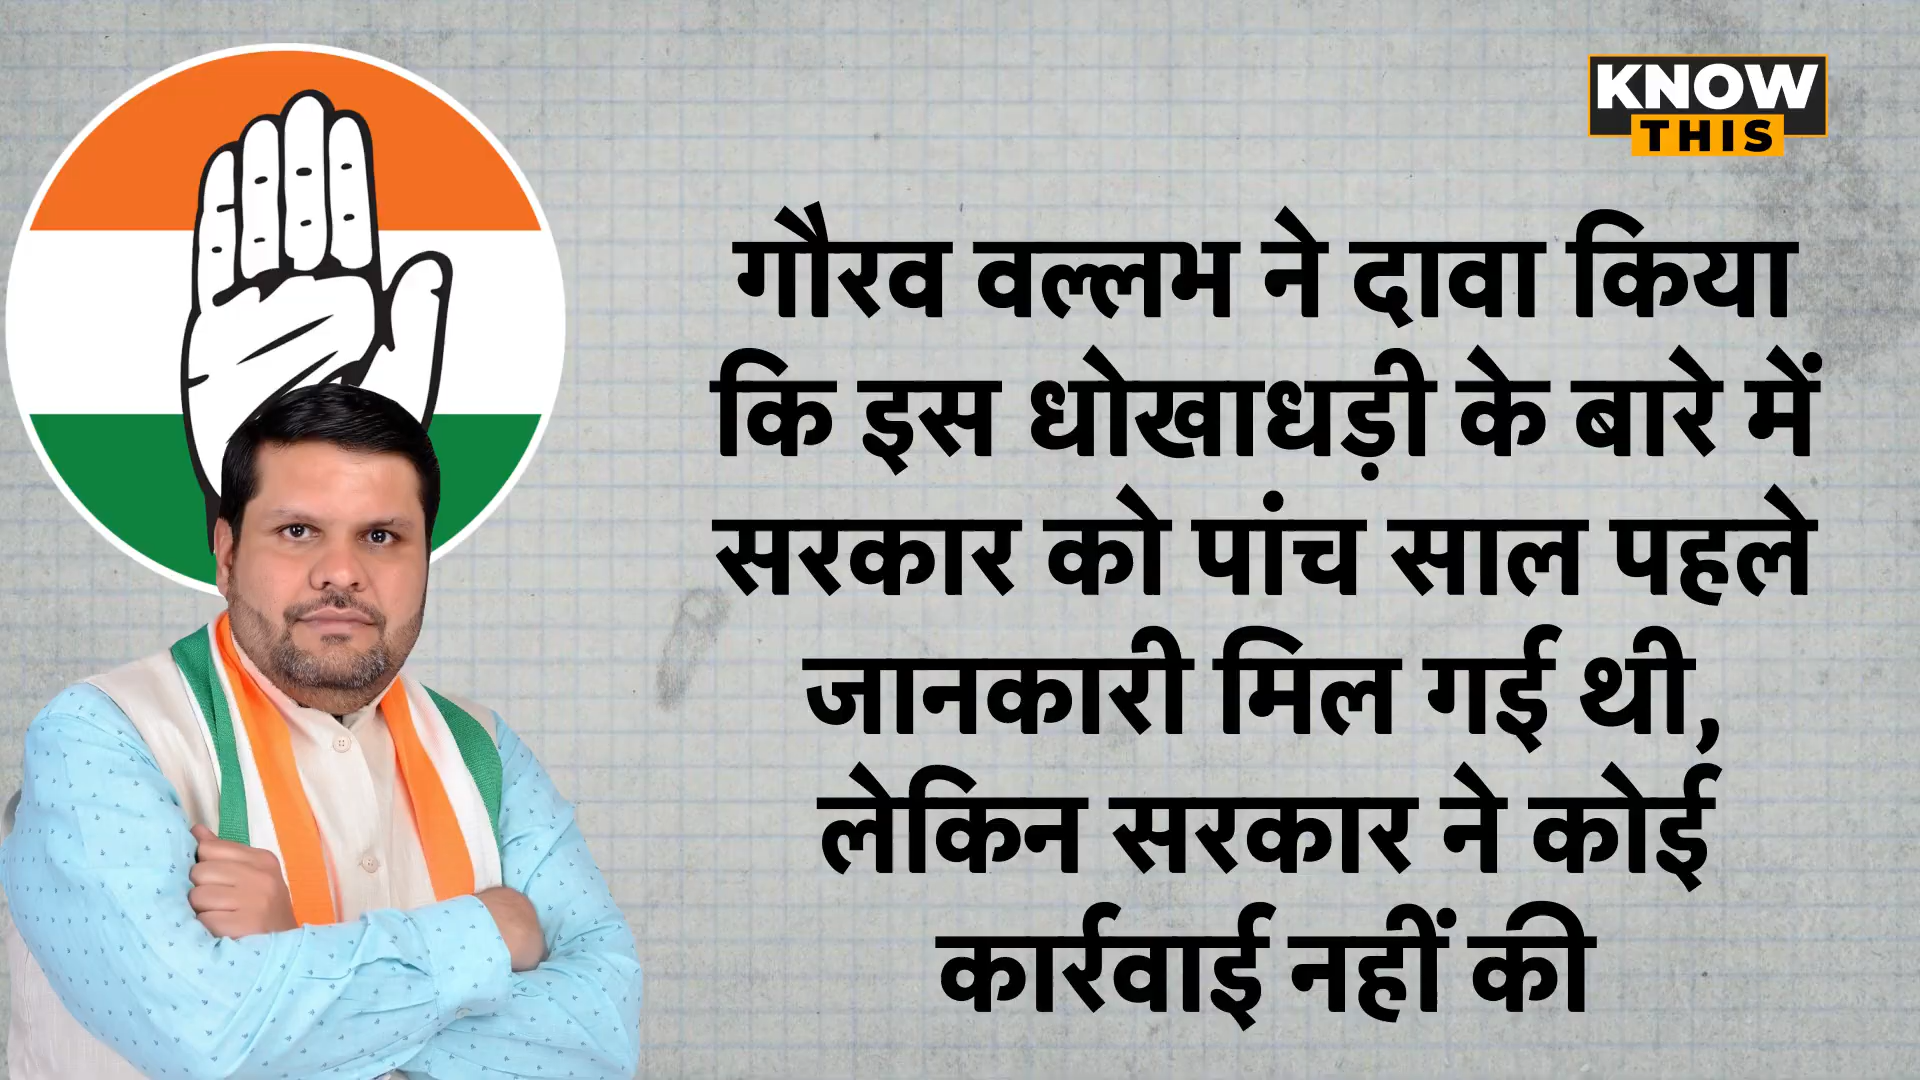 KNOW
THIS
गौरव वल्लभ ने दावा किया
कि इस धोखाधड़ी के बारे में
सरकार को पांच साल पहले
जानकारी मिल गई थी,
लेकिन सरकार ने कोई
कार्रवाई नहीं की